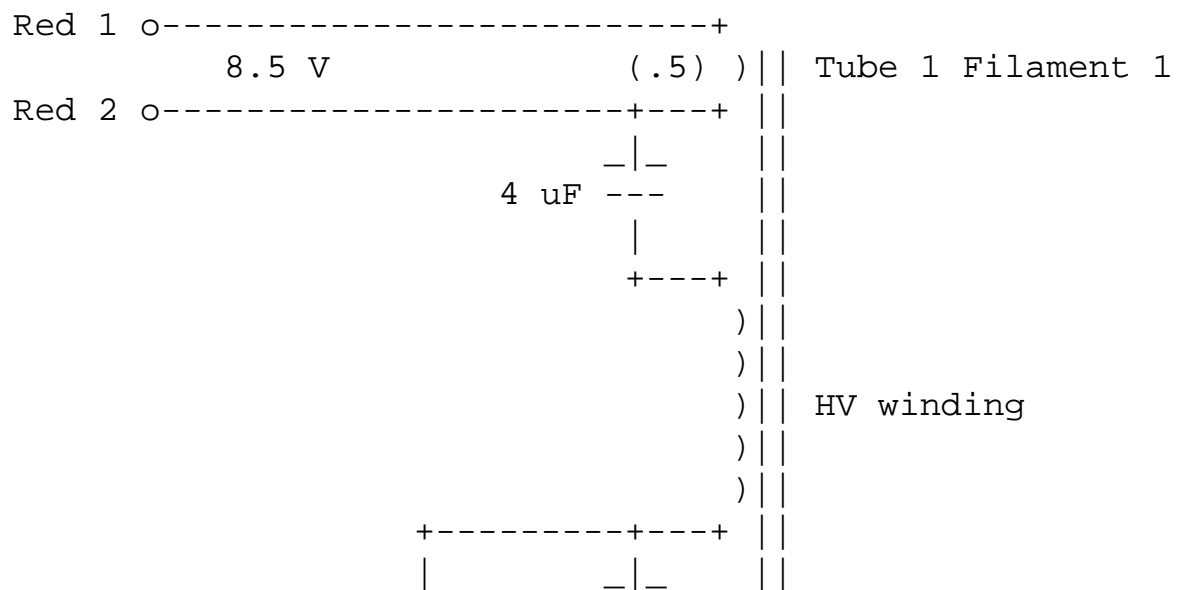 Red 1 o--------------------------+
8.5 V (.5) )|| Tube 1 Filament 1
Red 2 o----------------------+----+ ||
_|_ ||
4 uF --- ||
| ||
+----+ ||
)||
)||
)|| HV winding
)||
)||
+---------+----+ ||
| _|_ ||